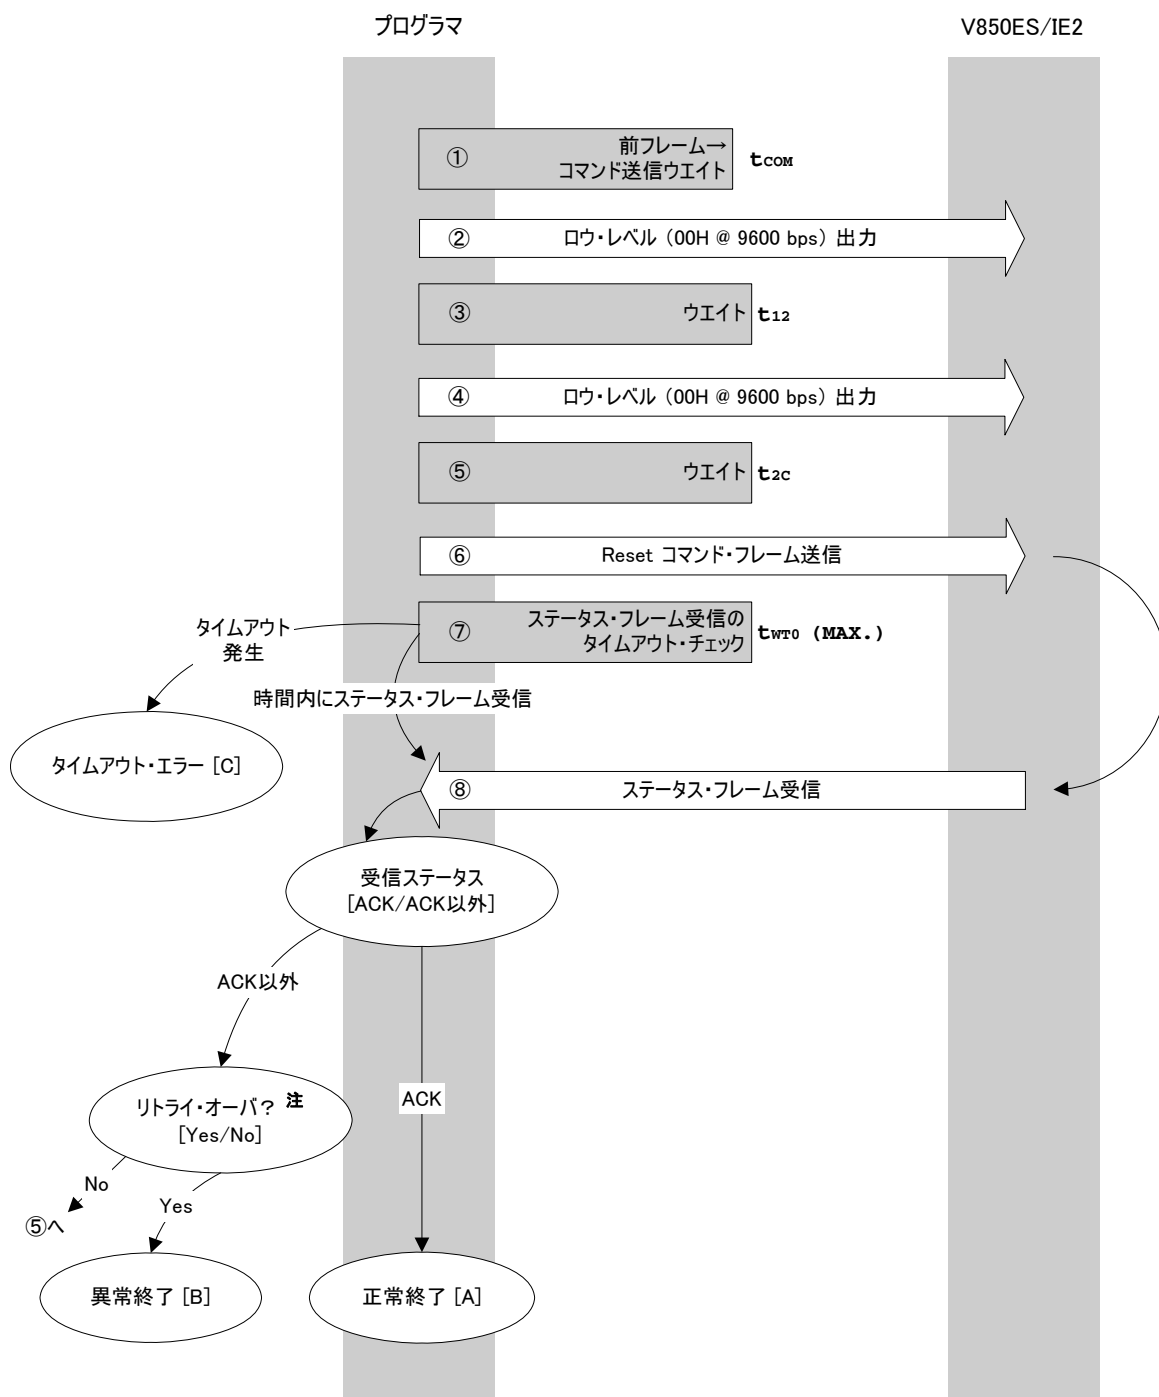 プログラマ
V850ES/IE2
① 前フレーム→
コマンド送信ウエイト
tCOM
② ロウ・レベル（00H @ 9600 bps）出力
③ ウエイト
t12
④ ロウ・レベル（00H @ 9600 bps）出力
⑤ ウエイト
t2C
⑥ Reset コマンド・フレーム送信
⑦ ステータス・フレーム受信の
タイムアウト・チェック
tWT0 (MAX.)
タイムアウト
発生
時間内にステータス・フレーム受信
タイムアウト・エラー [C]
⑧ ステータス・フレーム受信
受信ステータス
[ACK/ACK以外]
ACK以外
ACK
リトライ・オーバ？ 注
[Yes/No]
No
Yes
⑤へ
異常終了 [B]
正常終了 [A]